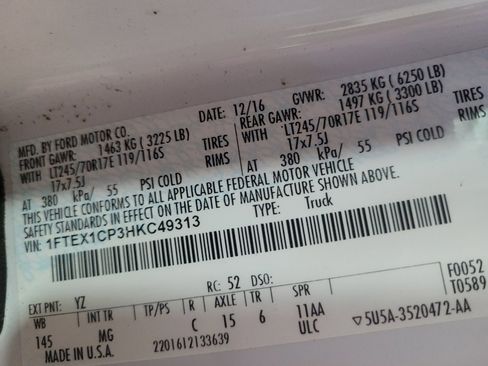 MFD. BY FORD MOTOR CO. DATE: 12/16 GVWR: 2835 KG ( 6250 LB)
FRONT GAWR: 1463 KG ( 3225 LB) REAR GAWR: 1497 KG ( 3300 LB)
WITH LT245/70R17E 119/116S TIRES WITH LT245/70R17E 119/116S TIRES
17x7.5J RIMS 17x7.5J RIMS
AT 380 kPa/ 55 PSI COLD AT 380 kPa/ 55 PSI COLD
THIS VEHICLE CONFORMS TO ALL APPLICABLE FEDERAL MOTOR VEHICLE
SAFETY STANDARDS IN EFFECT ON THE DATE OF MANUFACTURE SHOWN ABOVE.
VIN: 1FTEX1CP3HKC49313 TYPE: Truck
F0052
T0589
EXT PNT: YZ RC: 52 DSO:
WB INT TR TP/PS R AXLE TR SPR
145 MG C 15 6 11AA
ULC
5U5A-3520472-AA
MADE IN U.S.A. 2201612133639